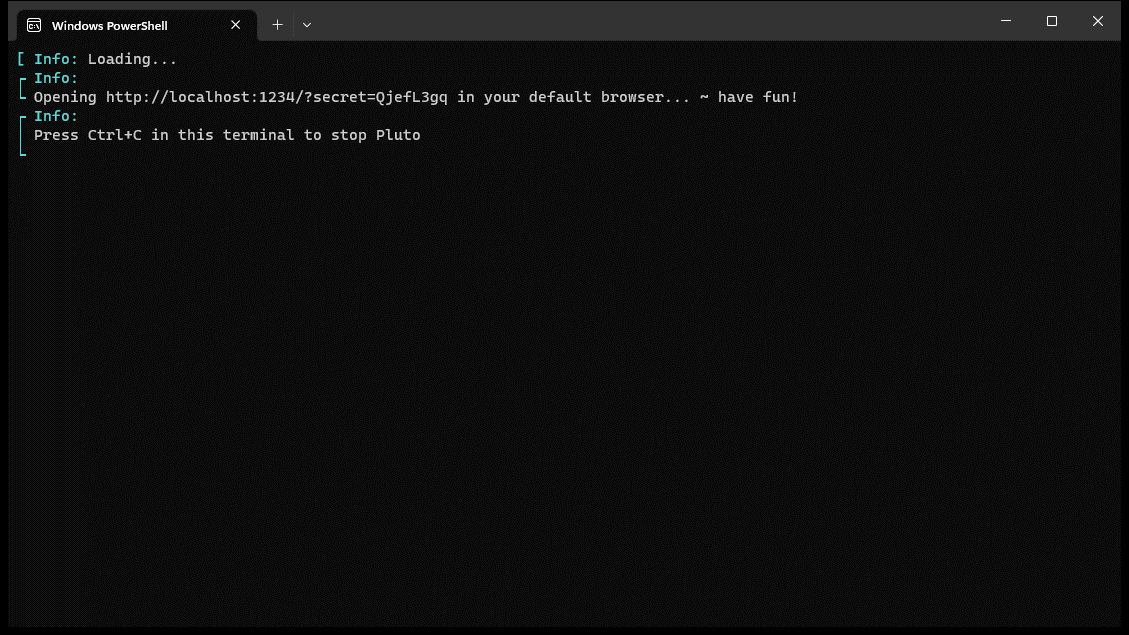 Windows PowerShell
[ Info: Loading...
Info:
Opening http://localhost:1234/?secret=QjefL3gq in your default browser... ~ have fun!
Info:
Press Ctrl+C in this terminal to stop Pluto